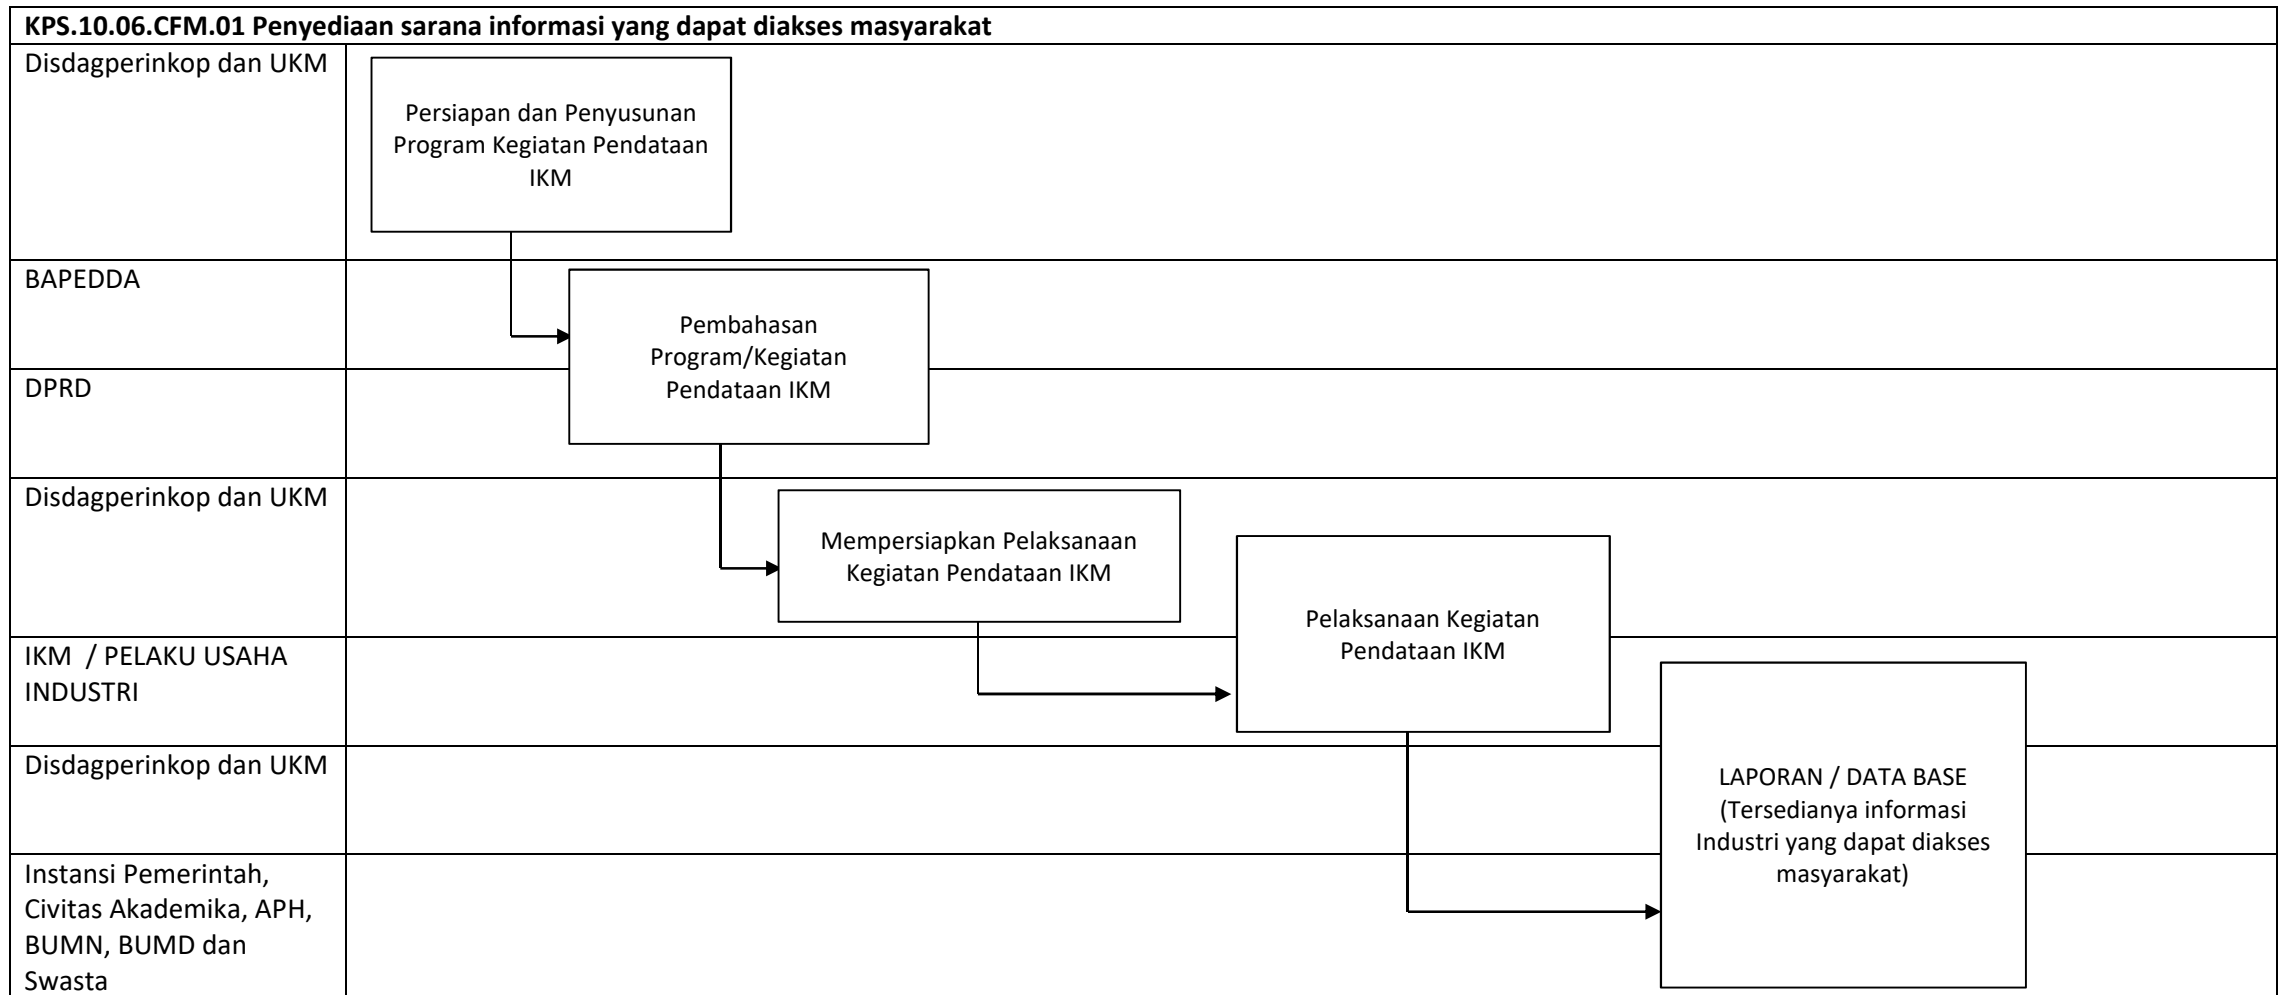 KPS.10.06.CFM.01 Penyediaan sarana informasi yang dapat diakses masyarakat
Disdagperinkop dan UKM
Persiapan dan Penyusunan
Program Kegiatan Pendataan
IKM
BAPEDDA
Pembahasan
Program/Kegiatan
Pendataan IKM
DPRD
Disdagperinkop dan UKM
Mempersiapkan Pelaksanaan
Kegiatan Pendataan IKM
Pelaksanaan Kegiatan
Pendataan IKM
IKM / PELAKU USAHA
INDUSTRI
Disdagperinkop dan UKM
LAPORAN / DATA BASE
(Tersedianya informasi
Industri yang dapat diakses
masyarakat)
Instansi Pemerintah,
Civitas Akademika, APH,
BUMN, BUMD dan
Swasta